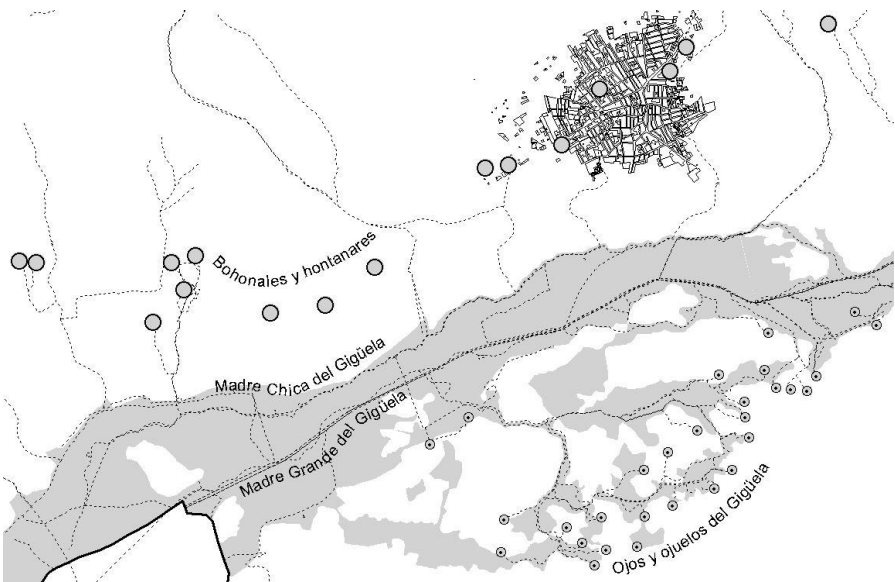 Bohonales y hontanares
Madre Chica del Gigüela
Madre Grande del Gigüela
Ojos y ojuelos del Gigüela